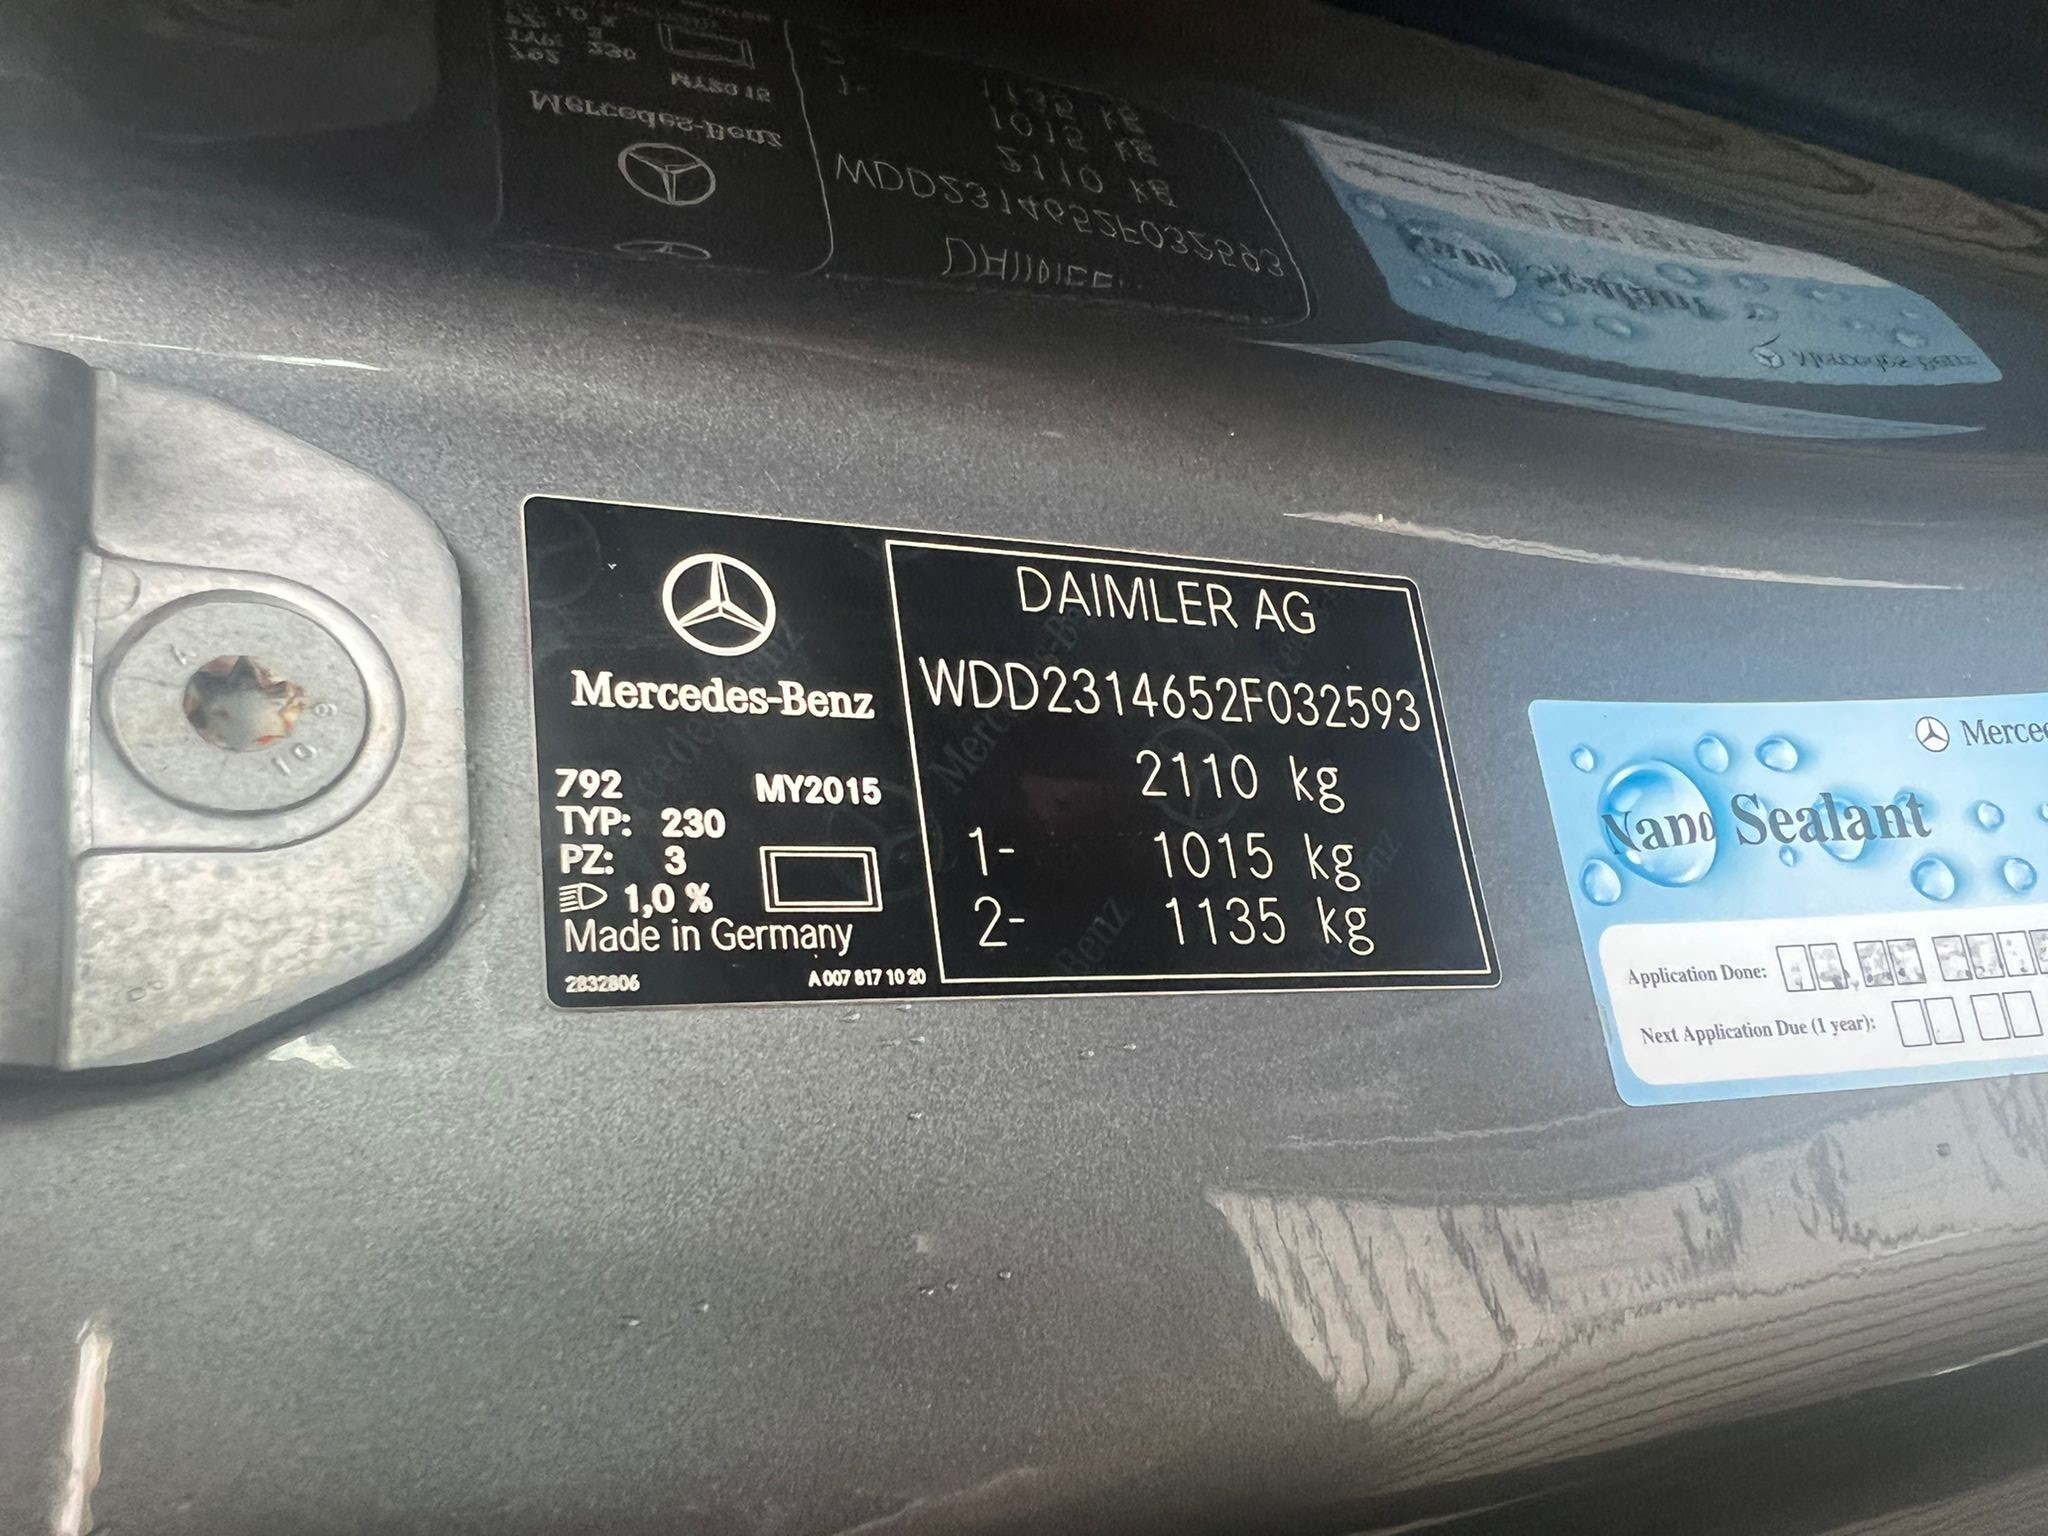 Mercedes-Benz
792 MY2015
TYP: 230
PZ: 3
1,0 %
Made in Germany
2832806 A 007 817 10 20
DAIMLER AG
WDD2314652F032593
2110 kg
1- 1015 kg
2- 1135 kg
Nano Sealant
Application Done:
Next Application Due (1 year):
A
10.9